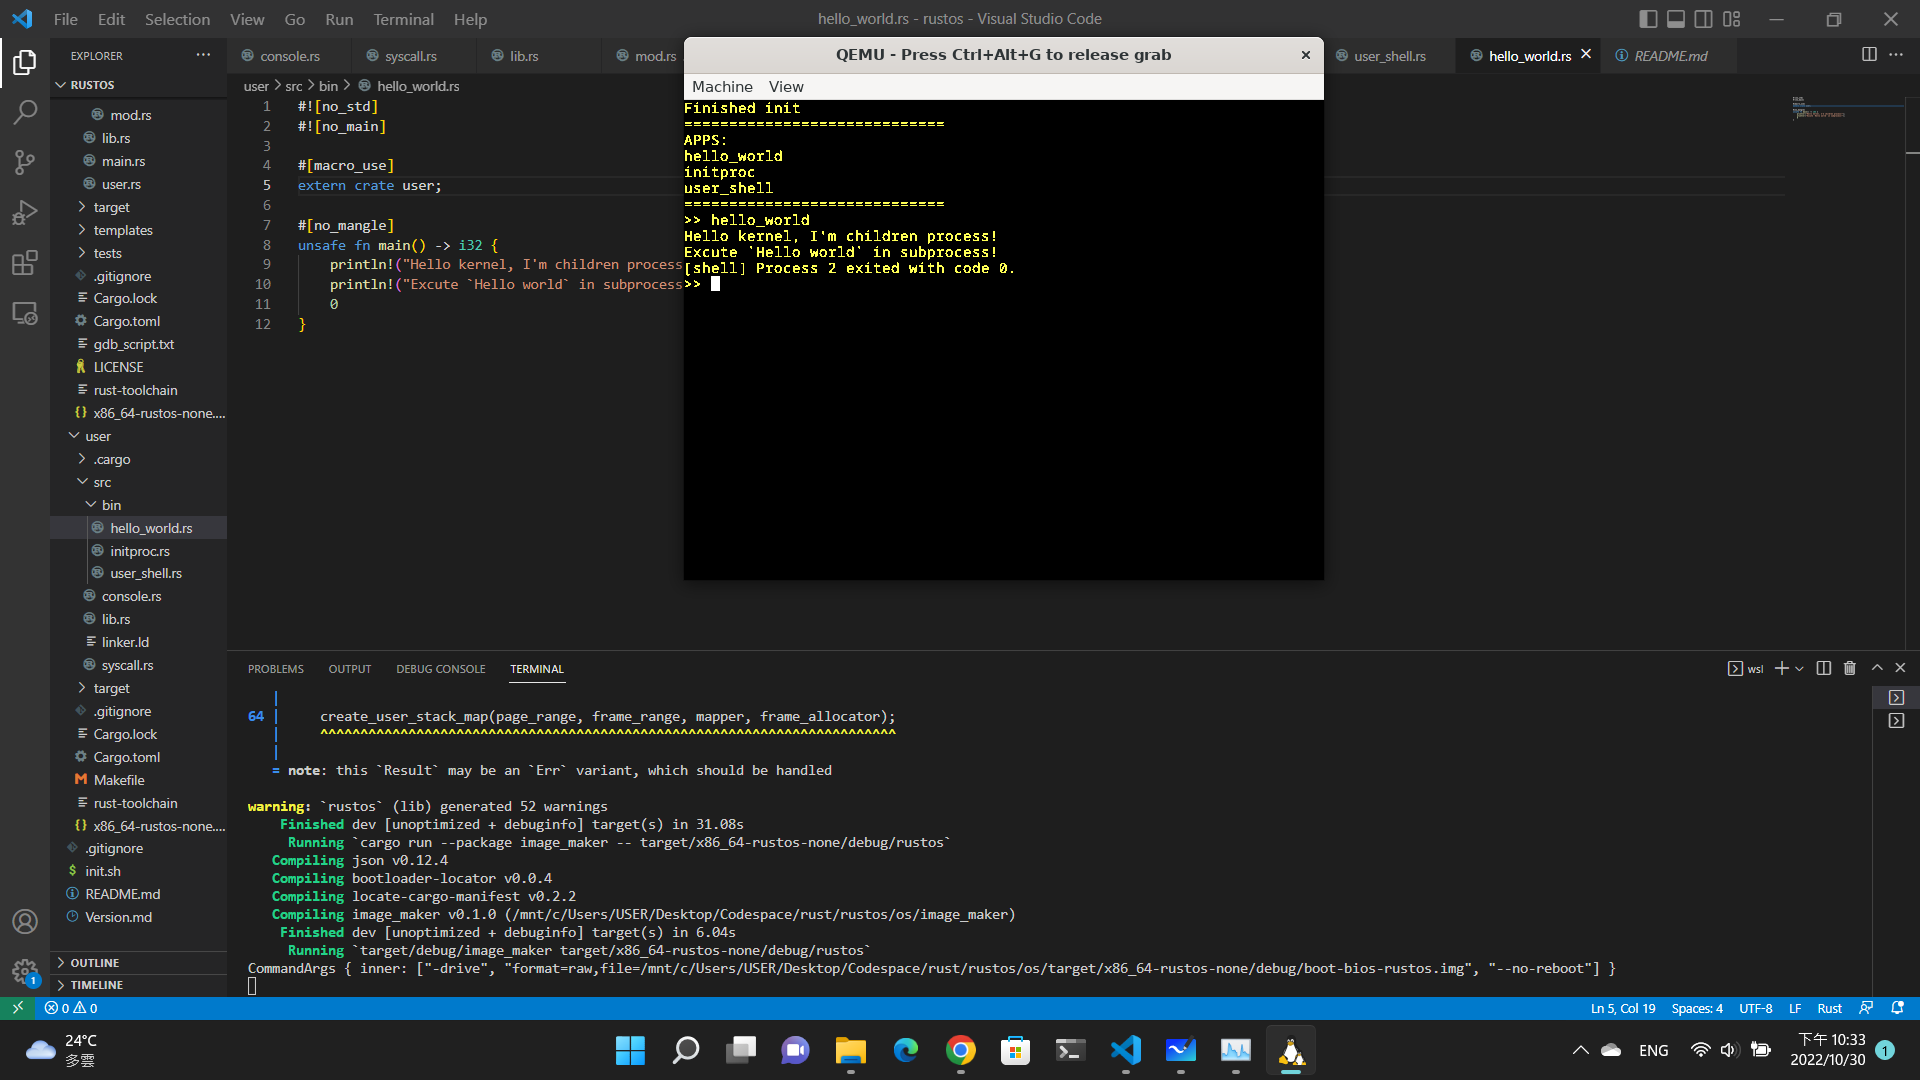 File Edit Selection View Go Run Terminal Help
hello_world.rs - rustos - Visual Studio Code
EXPLORER
RUSTOS
mod.rs
lib.rs
main.rs
user.rs
target
templates
tests
.gitignore
Cargo.lock
Cargo.toml
gdb_script.txt
LICENSE
rust-toolchain
x86_64-rustos-none....
user
.cargo
src
bin
hello_world.rs
initproc.rs
user_shell.rs
console.rs
lib.rs
linker.ld
syscall.rs
target
.gitignore
Cargo.lock
Cargo.toml
Makefile
rust-toolchain
x86_64-rustos-none....
.gitignore
init.sh
README.md
Version.md
OUTLINE
TIMELINE
console.rs syscall.rs lib.rs mod.rs user_shell.rs hello_world.rs README.md
user > src > bin > hello_world.rs
1 #![no_std]
2 #![no_main]
3
4 #[macro_use]
5 extern crate user;
6
7 #[no_mangle]
8 unsafe fn main() -> i32 {
9 println!("Hello kernel, I'm children process
10 println!("Excute `Hello world` in subprocess
11 0
12 }
QEMU - Press Ctrl+Alt+G to release grab
Machine View
Finished init
=============================
APPS:
hello_world
initproc
user_shell
=============================
>> hello_world
Hello kernel, I'm children process!
Excute `Hello world` in subprocess!
[shell] Process 2 exited with code 0.
>>
PROBLEMS OUTPUT DEBUG CONSOLE TERMINAL
wsl
|
64 | create_user_stack_map(page_range, frame_range, mapper, frame_allocator);
| ^^^^^^^^^^^^^^^^^^^^^^^^^^^^^^^^^^^^^^^^^^^^^^^^^^^^^^^^^^^^^^^^^^^^^^^^
|
= note: this `Result` may be an `Err` variant, which should be handled
warning: `rustos` (lib) generated 52 warnings
Finished dev [unoptimized + debuginfo] target(s) in 31.08s
Running `cargo run --package image_maker -- target/x86_64-rustos-none/debug/rustos`
Compiling json v0.12.4
Compiling bootloader-locator v0.0.4
Compiling locate-cargo-manifest v0.2.2
Compiling image_maker v0.1.0 (/mnt/c/Users/USER/Desktop/Codespace/rust/rustos/os/image_maker)
Finished dev [unoptimized + debuginfo] target(s) in 6.04s
Running `target/debug/image_maker target/x86_64-rustos-none/debug/rustos`
CommandArgs { inner: ["-drive", "format=raw,file=/mnt/c/Users/USER/Desktop/Codespace/rust/rustos/os/target/x86_64-rustos-none/debug/boot-bios-rustos.img", "--no-reboot"] }
1
0 0
Ln 5, Col 19 Spaces: 4 UTF-8 LF Rust
24°C
多雲
ENG
下午 10:33
2022/10/30
1